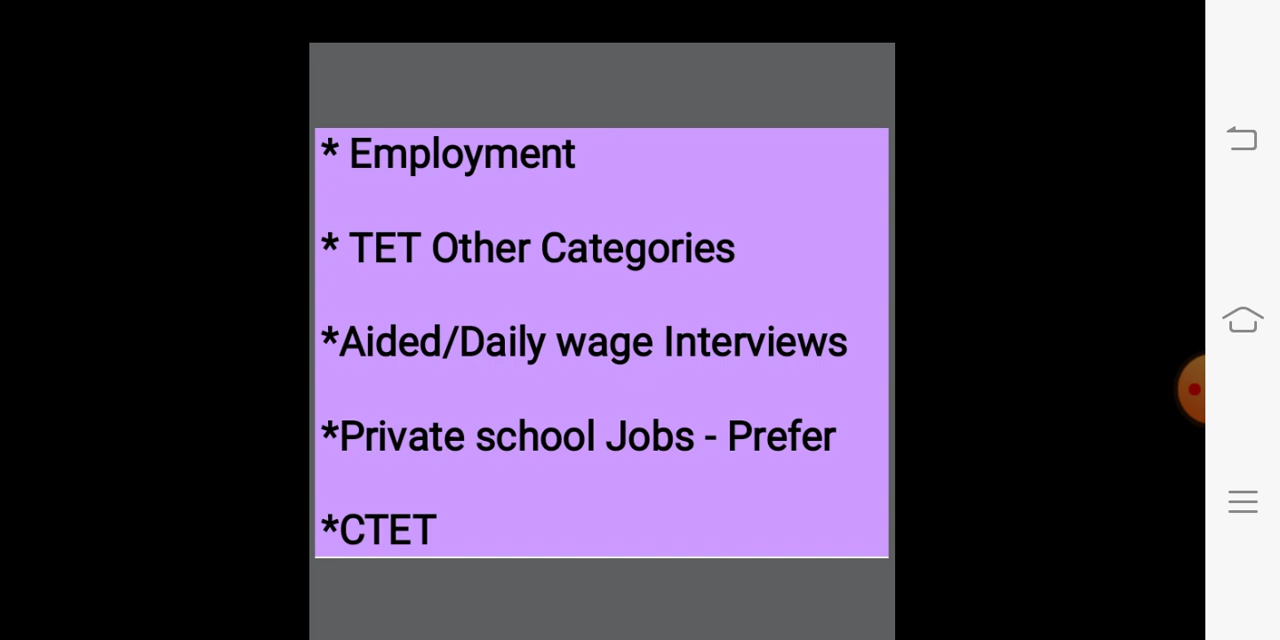 * Employment
* TET Other Categories
*Aided/Daily wage Interviews
*Private school Jobs - Prefer
*CTET